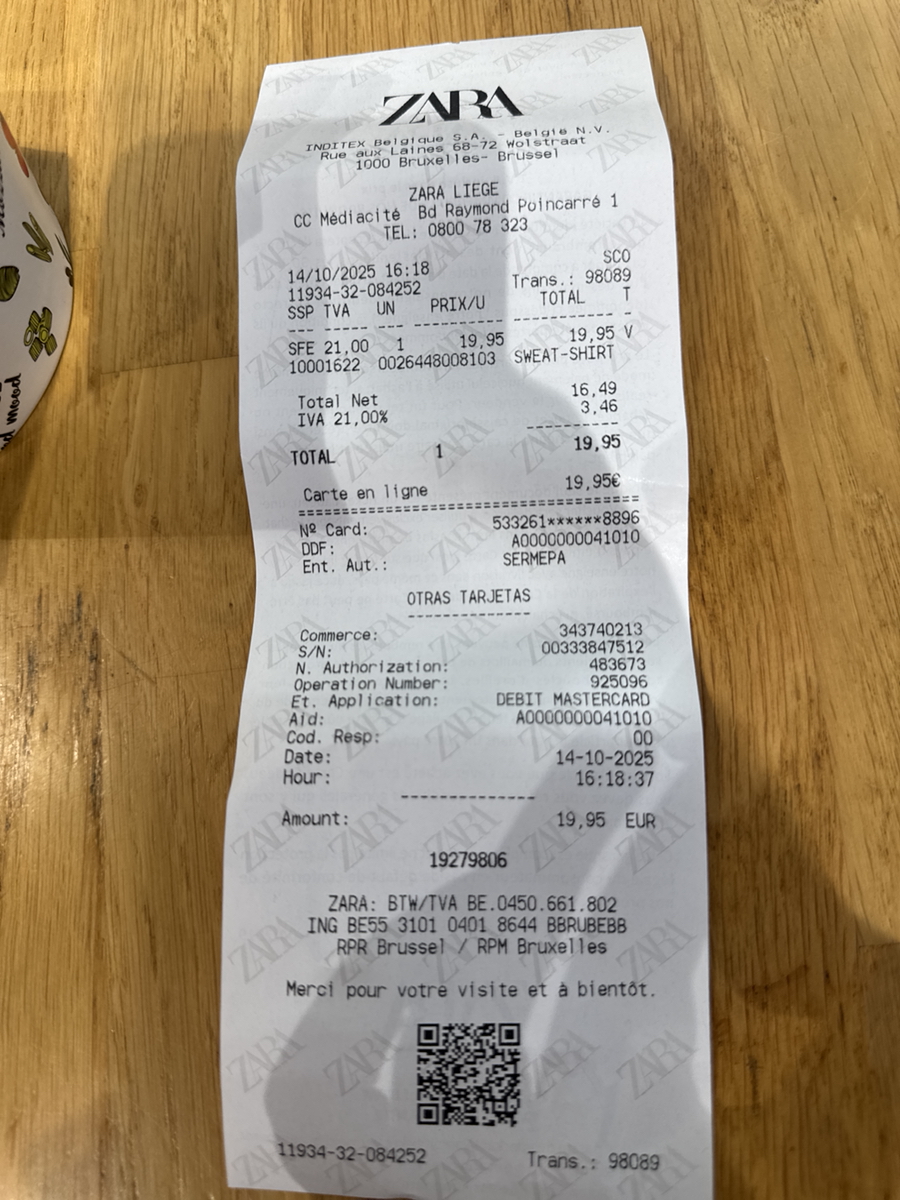 ZARA
INDITEX Belgique S.A. - Belgie N.V.
Rue aux Laines 68-72 Wolstraat
1000 Bruxelles- Brussel
ZARA LIEGE
CC Médiacité Bd Raymond Poincarré 1
TEL: 0800 78 323
SCO
14/10/2025 16:18 Trans.: 98089
11934-32-084252
SSP TVA UN PRIX/U TOTAL T
--- ----- --- --------- ---------- -
SFE 21,00 1 19,95 19,95 V
10001622 0026448008103 SWEAT-SHIRT
Total Net 16,49
IVA 21,00% 3,46
----------
TOTAL 1 19,95
Carte en ligne 19,95€
======================================
Nº Card: 533261******8896
DDF: A0000000041010
Ent. Aut.: SERMEPA
OTRAS TARJETAS
-------------
Commerce: 343740213
S/N: 00333847512
N. Authorization: 483673
Operation Number: 925096
Et. Application: DEBIT MASTERCARD
Aid: A0000000041010
Cod. Resp: 00
Date: 14-10-2025
Hour: 16:18:37
--------------
Amount: 19,95 EUR
19279806
ZARA: BTW/TVA BE.0450.661.802
ING BE55 3101 0401 8644 BBRUBEBB
RPR Brussel / RPM Bruxelles
Merci pour votre visite et à bientôt.
11934-32-084252 Trans.: 98089
mood